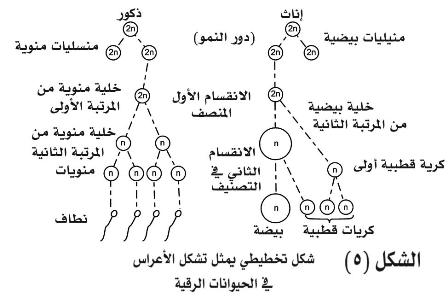 إناث
ذكور
2n
2n
منيليات بيضية
(دور النمو)
منسليات منوية
2n
2n
2n
2n
2n
2n
الانقسام الأول
المنصف
خلية منوية من
المرتبة الأولى
خلية بيضية
من المرتبة الثانية
n
الانقسام
الثاني في
التصنيف
n
n
خلية منوية من
المرتبة الثانية
كرية قطبية أولى
n
n
n
n
n
منويات
n
n
n
n
نطاف
بيضة
كريات قطبية
الشكل (٥) شكل تخطيطي يمثل تشكل الأعراس
في الحيوانات الرقية